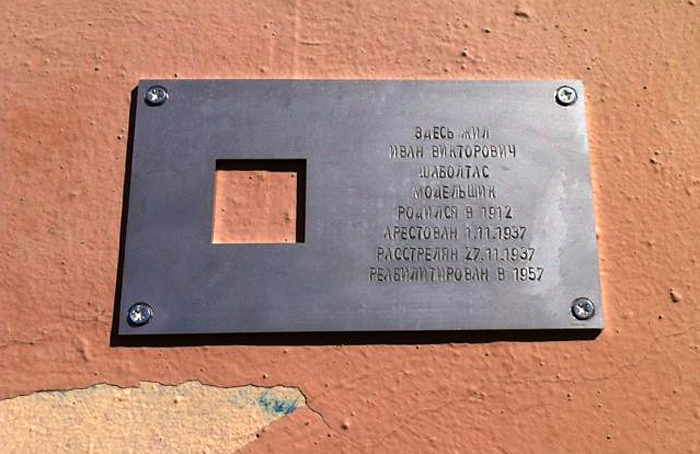 ЗДЕСЬ ЖИЛ
ИВАН ВИКТОРОВИЧ
ШАБОЛТАС
МОДЕЛЬЩИК
РОДИЛСЯ В 1912
АРЕСТОВАН 1.11.1937
РАССТРЕЛЯН 27.11.1937
РЕАБИЛИТИРОВАН В 1957